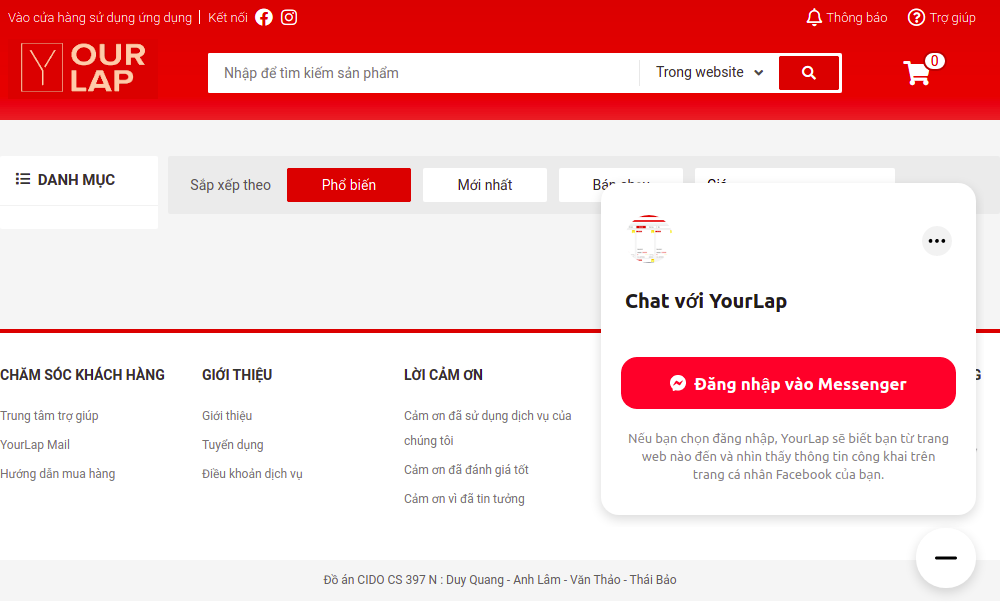 Vào cửa hàng sử dụng ứng dụng
Kết nối
Thông báo
Trợ giúp
YOUR
LAP
Nhập để tìm kiếm sản phẩm
Trong website
0
DANH MỤC
Sắp xếp theo
Phổ biến
Mới nhất
Chat với YourLap
Đăng nhập vào Messenger
Nếu bạn chọn đăng nhập, YourLap sẽ biết bạn từ trang
web nào đến và nhìn thấy thông tin công khai trên
trang cá nhân Facebook của bạn.
CHĂM SÓC KHÁCH HÀNG
Trung tâm trợ giúp
YourLap Mail
Hướng dẫn mua hàng
GIỚI THIỆU
Giới thiệu
Tuyển dụng
Điều khoản dịch vụ
LỜI CẢM ƠN
Cảm ơn đã sử dụng dịch vụ của
chúng tôi
Cảm ơn đã đánh giá tốt
Cảm ơn vì đã tin tưởng
Đồ án CIDO CS 397 N : Duy Quang - Anh Lâm - Văn Thảo - Thái Bảo